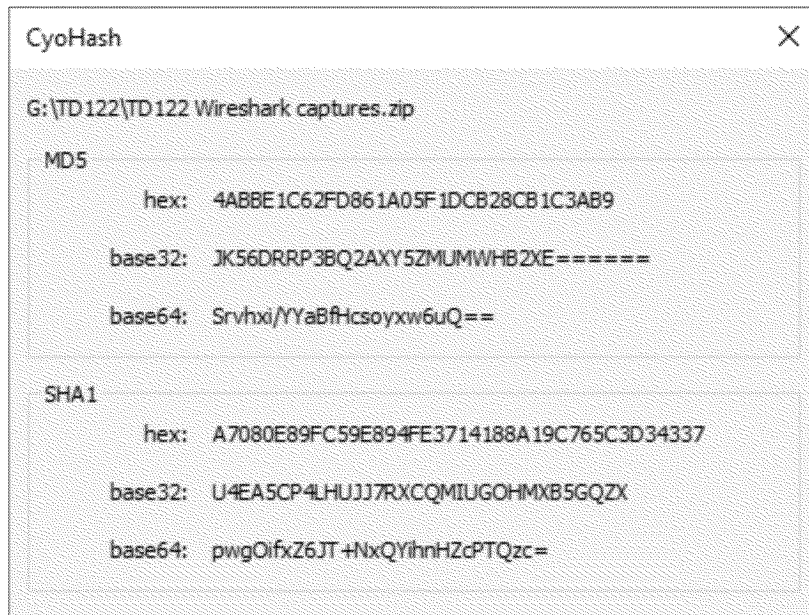 CyoHash
G:\TD122\TD122 Wireshark captures.zip
MD5
hex: 4ABBE1C62FD861A05F1DCB28CB1C3AB9
base32: JK56DRRP3BQ2AXY5ZMUMWHB2XE======
base64: Srvhxi/YYaBfHcsoyxw6uQ==
SHA1
hex: A7080E89FC59E894FE3714188A19C765C3D34337
base32: U4EA5CP4LHUJJ7RXCQMIUGOHMXB5GQZX
base64: pwgOifxZ6JT+NxQYihnHZcPTQzc=